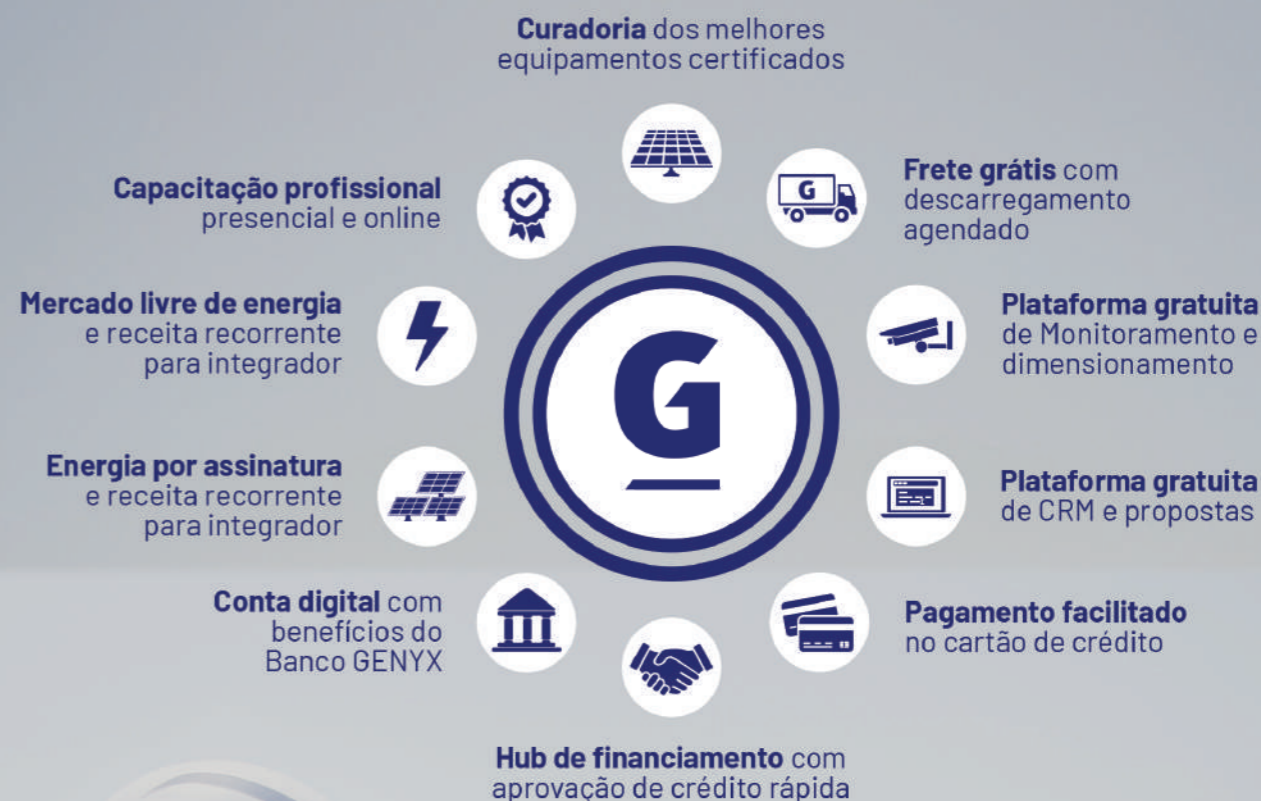 Curadoria dos melhores
equipamentos certificados
Capacitação profissional
presencial e online
G
Frete grátis com
descarregamento
agendado
Mercado livre de energia
e receita recorrente
para integrador
G
Plataforma gratuita
de Monitoramento e
dimensionamento
Energia por assinatura
e receita recorrente
para integrador
Plataforma gratuita
de CRM e propostas
Conta digital com
benefícios do
Banco GENYX
Pagamento facilitado
no cartão de crédito
Hub de financiamento com
aprovação de crédito rápida